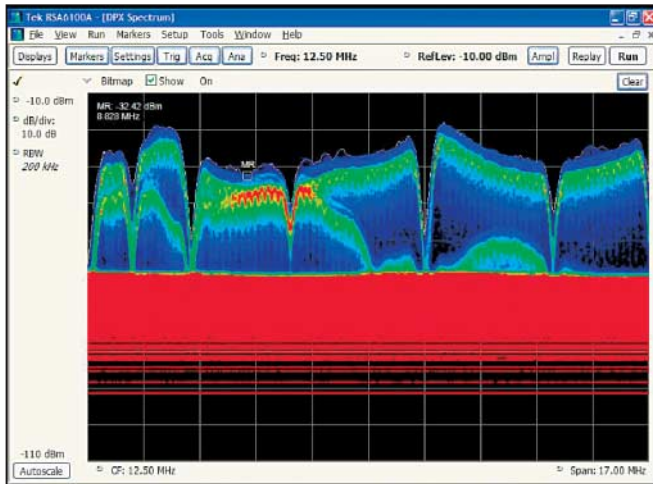 Tek RSA6100A - [DPX Spectrum]
File View Run Markers Setup Tools Window Help
Displays Markers Settings Trig Acq Ana Freq: 12.50 MHz RefLev: -10.00 dBm Ampl Replay Run
Bitmap Show On Clear
-10.0 dBm
dB/div:
10.0 dB
RBW
200 kHz
MR: -32.42 dBm
8.828 MHz
MR
-110 dBm
Autoscale CF: 12.50 MHz Span: 17.00 MHz